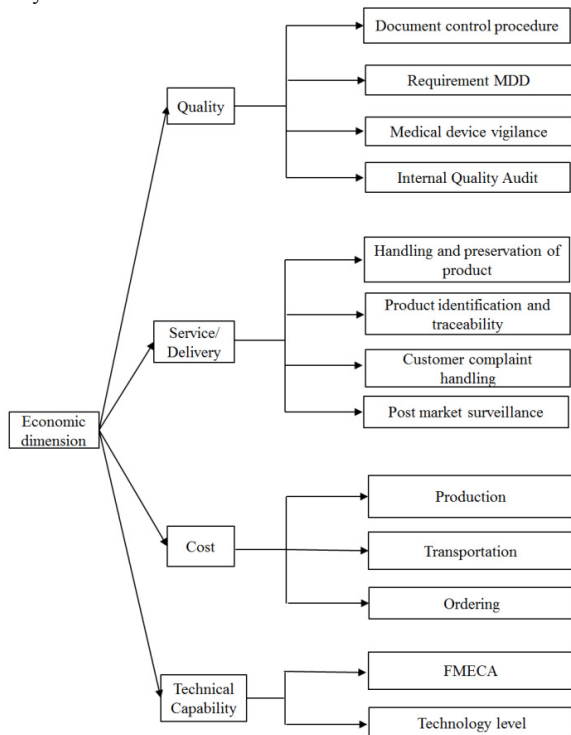 Document control procedure
Requirement MDD
Quality
Medical device vigilance
Internal Quality Audit
Handling and preservation of
product
Product identification and
traceability
Service/
Delivery
Customer complaint
handling
Post market surveillance
Economic
dimension
Production
Cost
Transportation
Ordering
FMECA
Technical
Capability
Technology level